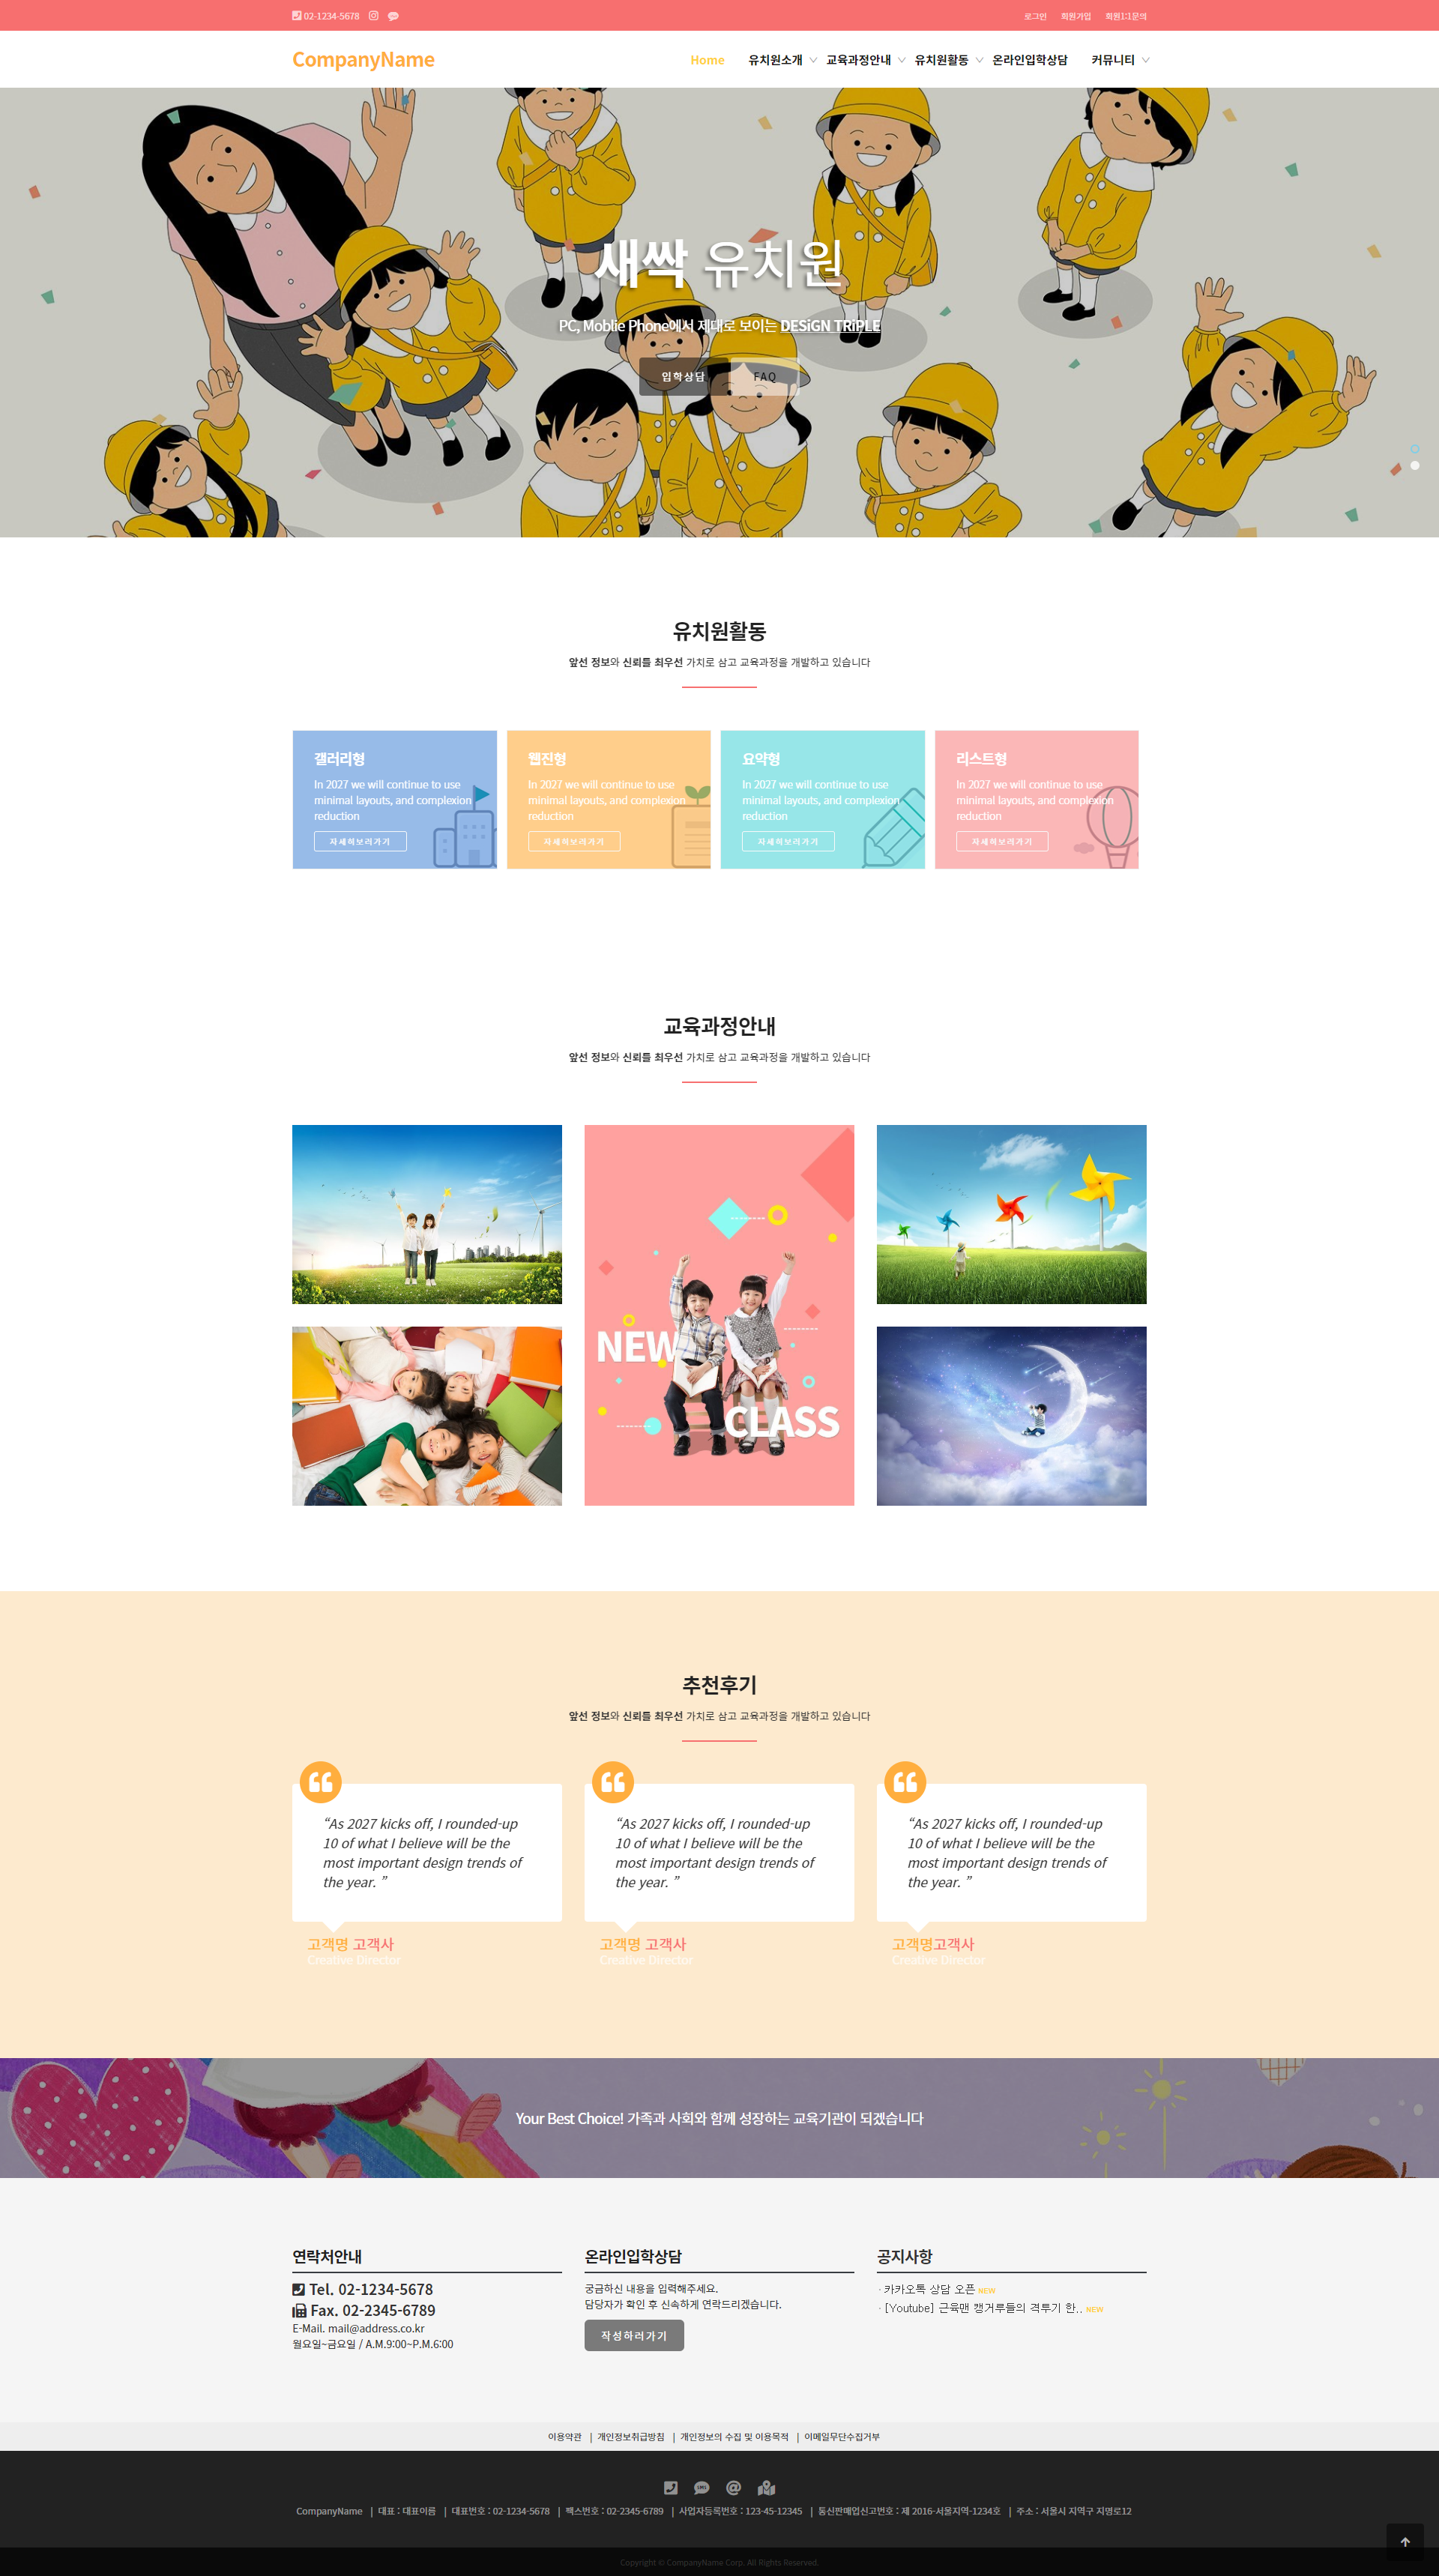 02-1234-5678
로그인 회원가입 회원1:1문의
CompanyName
Home 유치원소개 교육과정안내 유치원활동 온라인입학상담 커뮤니티
새싹 유치원
PC, Moblie Phone에서 제대로 보이는 DESiGN TRiPLE
입학상담 FAQ
유치원활동
앞선 정보와 신뢰를 최우선 가치로 삼고 교육과정을 개발하고 있습니다
갤러리형
In 2027 we will continue to use
minimal layouts, and complexion
reduction
자세히보러가기
웹진형
In 2027 we will continue to use
minimal layouts, and complexion
reduction
자세히보러가기
요약형
In 2027 we will continue to use
minimal layouts, and complexion
reduction
자세히보러가기
리스트형
In 2027 we will continue to use
minimal layouts, and complexion
reduction
자세히보러가기
교육과정안내
앞선 정보와 신뢰를 최우선 가치로 삼고 교육과정을 개발하고 있습니다
NEW
CLASS
추천후기
앞선 정보와 신뢰를 최우선 가치로 삼고 교육과정을 개발하고 있습니다
“As 2027 kicks off, I rounded-up
10 of what I believe will be the
most important design trends of
the year. ”
고객명 고객사
Creative Director
“As 2027 kicks off, I rounded-up
10 of what I believe will be the
most important design trends of
the year. ”
고객명 고객사
Creative Director
“As 2027 kicks off, I rounded-up
10 of what I believe will be the
most important design trends of
the year. ”
고객명고객사
Creative Director
Your Best Choice! 가족과 사회와 함께 성장하는 교육기관이 되겠습니다
연락처안내
Tel. 02-1234-5678
Fax. 02-2345-6789
E-Mail. mail@address.co.kr
월요일~금요일 / A.M.9:00~P.M.6:00
온라인입학상담
궁금하신 내용을 입력해주세요.
담당자가 확인 후 신속하게 연락드리겠습니다.
작성하러가기
공지사항
· 카카오톡 상담 오픈 NEW
· [Youtube] 근육맨 캥거루들의 격투기 한.. NEW
이용약관 | 개인정보취급방침 | 개인정보의 수집 및 이용목적 | 이메일무단수집거부
CompanyName | 대표 : 대표이름 | 대표번호 : 02-1234-5678 | 팩스번호 : 02-2345-6789 | 사업자등록번호 : 123-45-12345 | 통신판매업신고번호 : 제 2016-서울지역-1234호 | 주소 : 서울시 지역구 지명로12
Copyright © CompanyName Corp. All Rights Reserved.